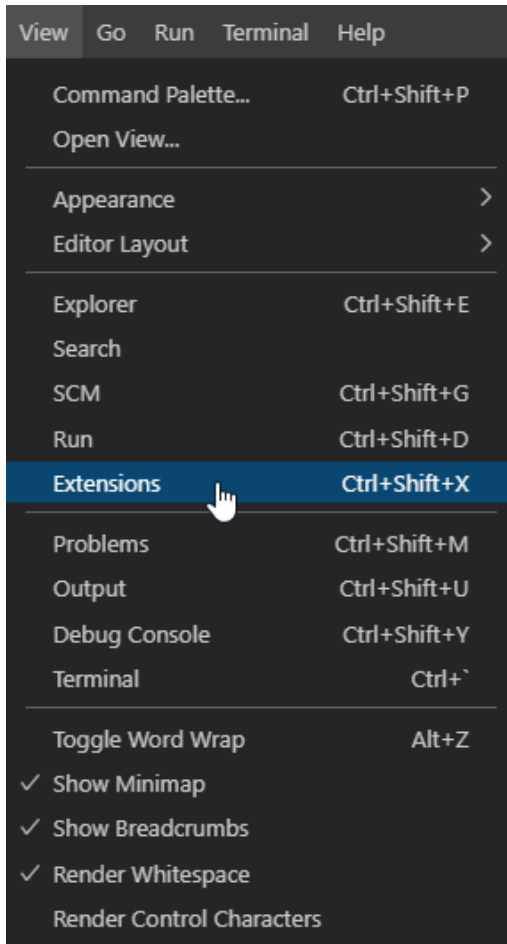 View Go Run Terminal Help
Command Palette... Ctrl+Shift+P
Open View...
Appearance
Editor Layout
Explorer Ctrl+Shift+E
Search
SCM Ctrl+Shift+G
Run Ctrl+Shift+D
Extensions Ctrl+Shift+X
Problems Ctrl+Shift+M
Output Ctrl+Shift+U
Debug Console Ctrl+Shift+Y
Terminal Ctrl+`
Toggle Word Wrap Alt+Z
Show Minimap
Show Breadcrumbs
Render Whitespace
Render Control Characters